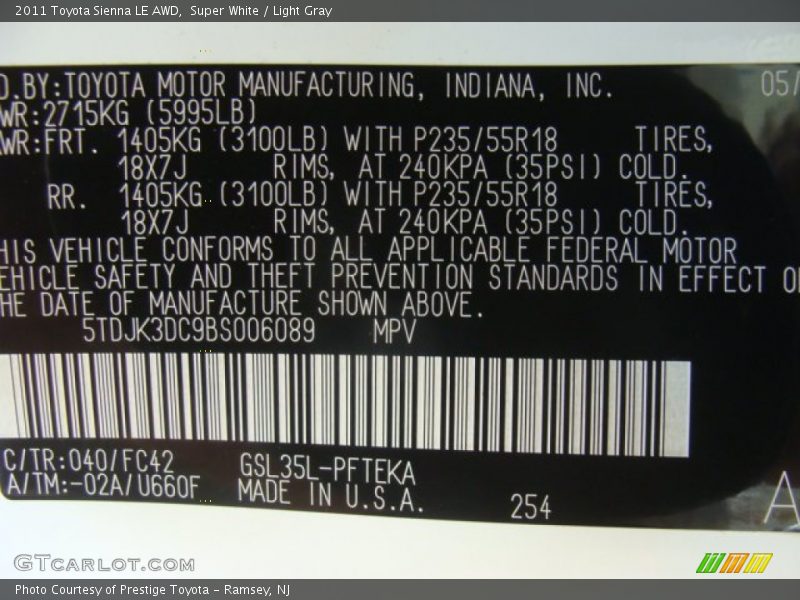 2011 Toyota Sienna LE AWD, Super White / Light Gray
D.BY:TOYOTA MOTOR MANUFACTURING, INDIANA, INC. 05/
WR:2715KG (5995LB)
WR:FRT. 1405KG (3100LB) WITH P235/55R18 TIRES,
18X7J RIMS, AT 240KPA (35PSI) COLD.
RR. 1405KG (3100LB) WITH P235/55R18 TIRES,
18X7J RIMS, AT 240KPA (35PSI) COLD.
HIS VEHICLE CONFORMS TO ALL APPLICABLE FEDERAL MOTOR
EHICLE SAFETY AND THEFT PREVENTION STANDARDS IN EFFECT O
HE DATE OF MANUFACTURE SHOWN ABOVE.
5TDJK3DC9BS006089 MPV
C/TR:040/FC42 GSL35L-PFTEKA
A/TM:-02A/U660F MADE IN U.S.A. 254 A
GTCARLOT.COM
Photo Courtesy of Prestige Toyota - Ramsey, NJ